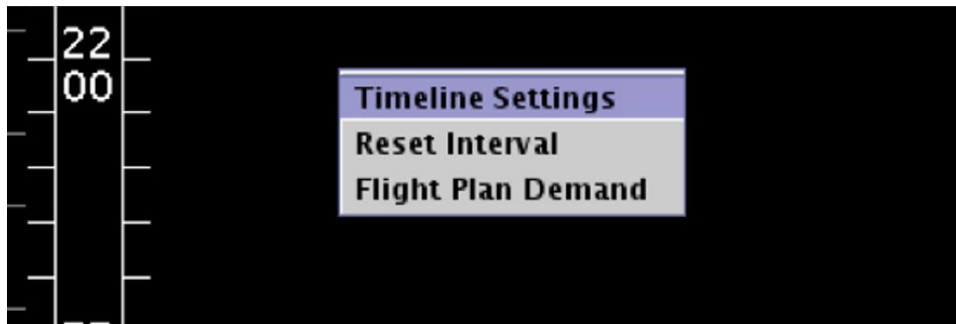 22
00
Timeline Settings
Reset Interval
Flight Plan Demand